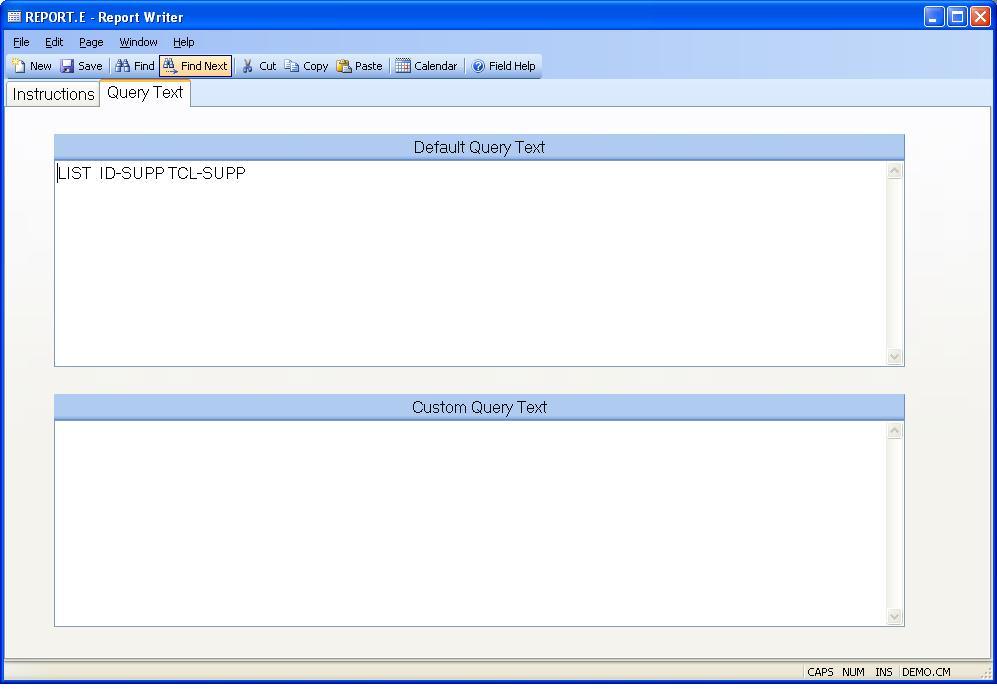 REPORT.E - Report Writer
File Edit Page Window Help
New Save Find Find Next Cut Copy Paste Calendar Field Help
Instructions Query Text
Default Query Text
LIST  ID-SUPP TCL-SUPP
Custom Query Text
CAPS NUM INS DEMO.CM